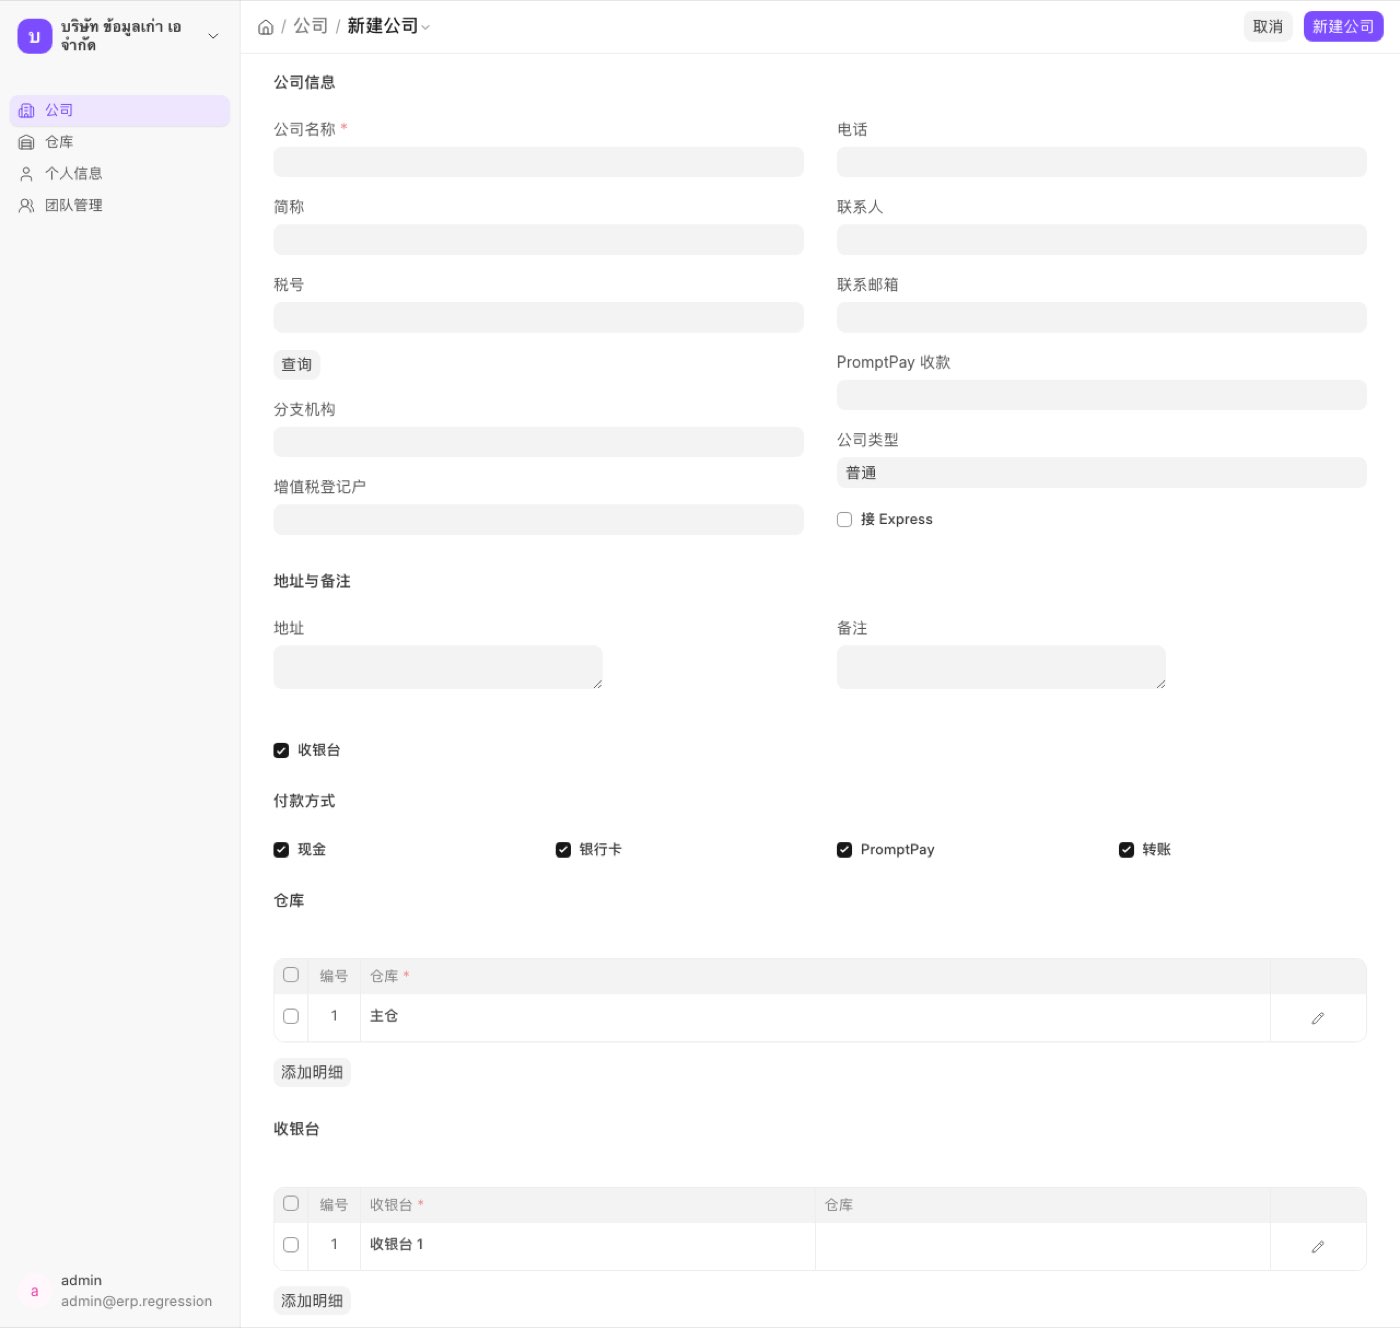 บ
บริษัท ข้อมูลเก่า เอ
จำกัด
公司
仓库
个人信息
团队管理
admin
a
admin@erp.regression
/ 公司 / 新建公司
取消
新建公司
公司信息
公司名称 *
电话
简称
联系人
税号
联系邮箱
查询
PromptPay 收款
分支机构
公司类型
普通
增值税登记户
接 Express
地址与备注
地址
备注
收银台
付款方式
现金
银行卡
PromptPay
转账
仓库
编号
仓库 *
1
主仓
添加明细
收银台
编号
收银台 *
仓库
1
收银台 1
添加明细